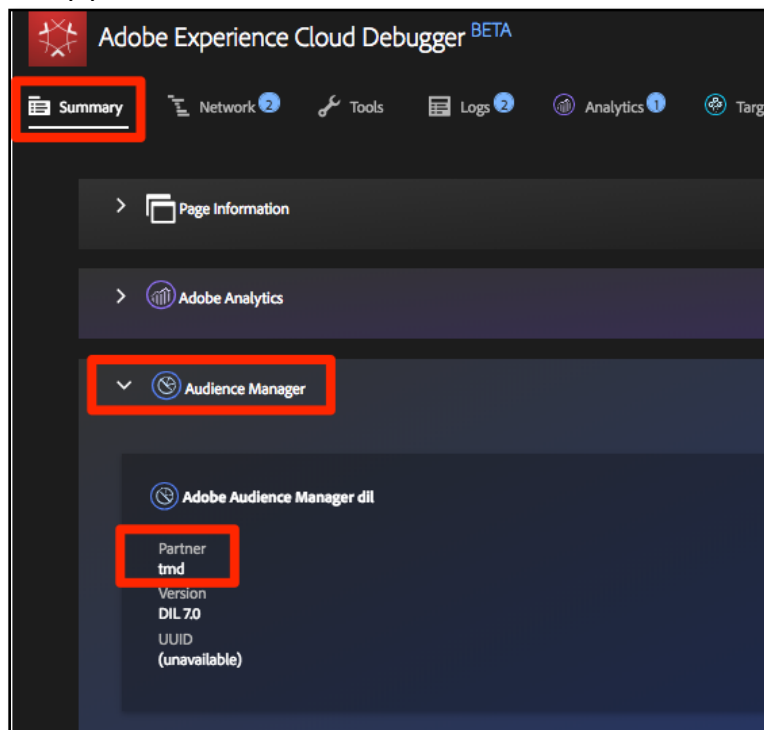 Adobe Experience Cloud Debugger BETA
Summary Network 2 Tools Logs 2 Analytics 1 Targ
Page Information
Adobe Analytics
Audience Manager
Adobe Audience Manager dil
Partner
tmd
Version
DIL 7.0
UUID
(unavailable)